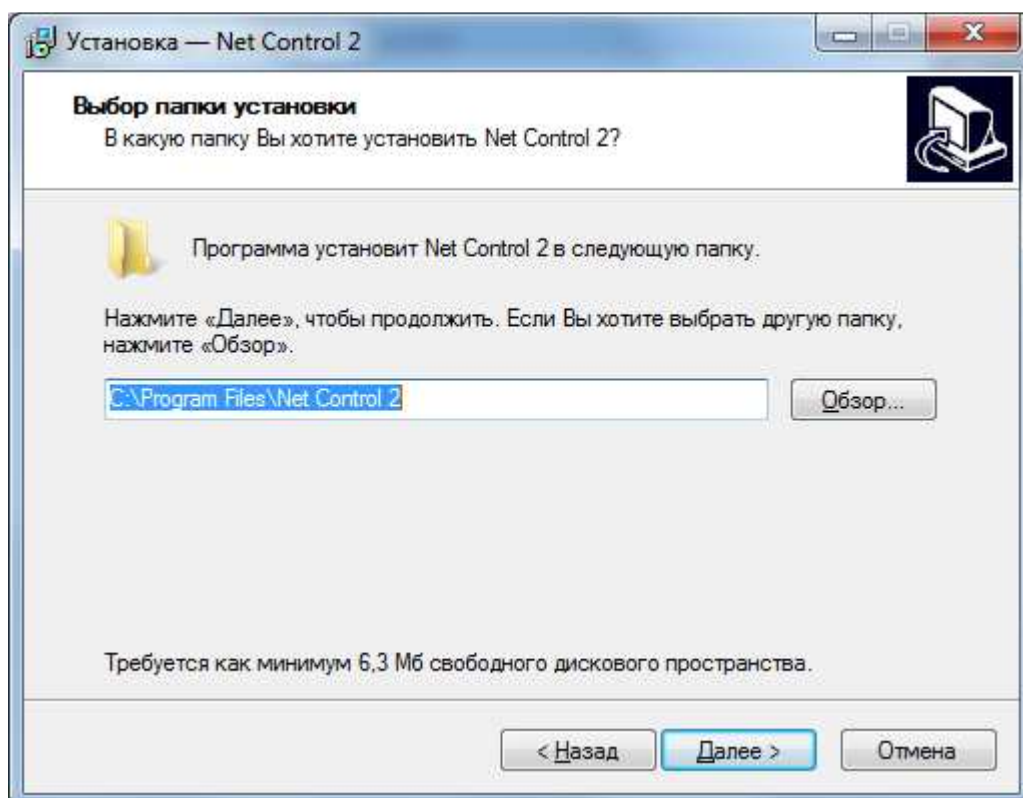 Установка — Net Control 2
Выбор папки установки
В какую папку Вы хотите установить Net Control 2?
Программа установит Net Control 2 в следующую папку.
Нажмите «Далее», чтобы продолжить. Если Вы хотите выбрать другую папку,
нажмите «Обзор».
C:\Program Files\Net Control 2
Обзор...
Требуется как минимум 6,3 Мб свободного дискового пространства.
< Назад
Далее >
Отмена